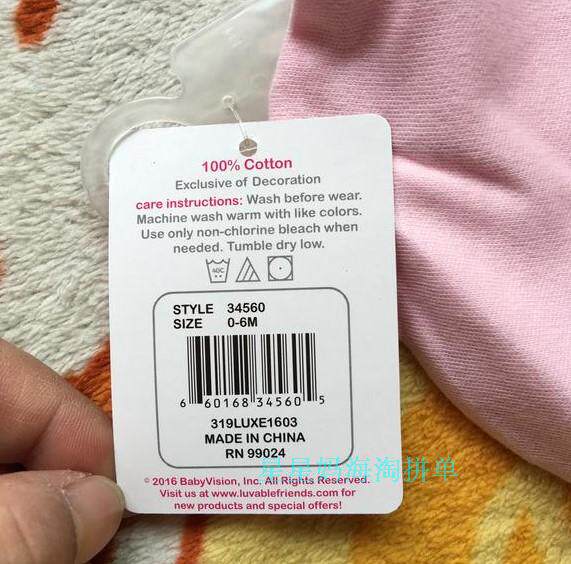 100% Cotton
Exclusive of Decoration
care instructions: Wash before wear.
Machine wash warm with like colors.
Use only non-chlorine bleach when
needed. Tumble dry low.
40C
STYLE 34560
SIZE 0-6M
6 60168 34560 5
319LUXE1603
MADE IN CHINA
RN 99024
星星妈海淘拼单
© 2016 BabyVision, Inc. All Rights Reserved.
Visit us at www.luvablefriends.com for
new products and special offers!